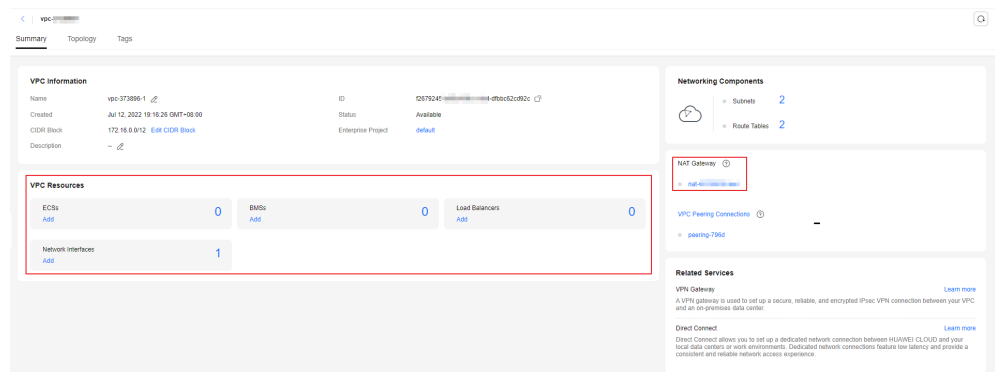 vpc-
Summary Topology Tags
VPC Information
Name vpc-373896-1
Created Jul 12, 2022 19:16:26 GMT+08:00
CIDR Block 172.16.0.0/12 Edit CIDR Block
Description --
ID f2679245 -dfbbc62cd92c
Status Available
Enterprise Project default
VPC Resources
ECSs 0
Add
BMSs 0
Add
Load Balancers 0
Add
Network Interfaces 1
Add
Networking Components
Subnets 2
Route Tables 2
NAT Gateway
nat-
VPC Peering Connections
peering-796d
Related Services
VPN Gateway Learn more
A VPN gateway is used to set up a secure, reliable, and encrypted IPsec VPN connection between your VPC
and an on-premises data center.
Direct Connect Learn more
Direct Connect allows you to set up a dedicated network connection between HUAWEI CLOUD and your
local data centers or work environments. Dedicated network connections feature low latency and provide a
consistent and reliable network access experience.